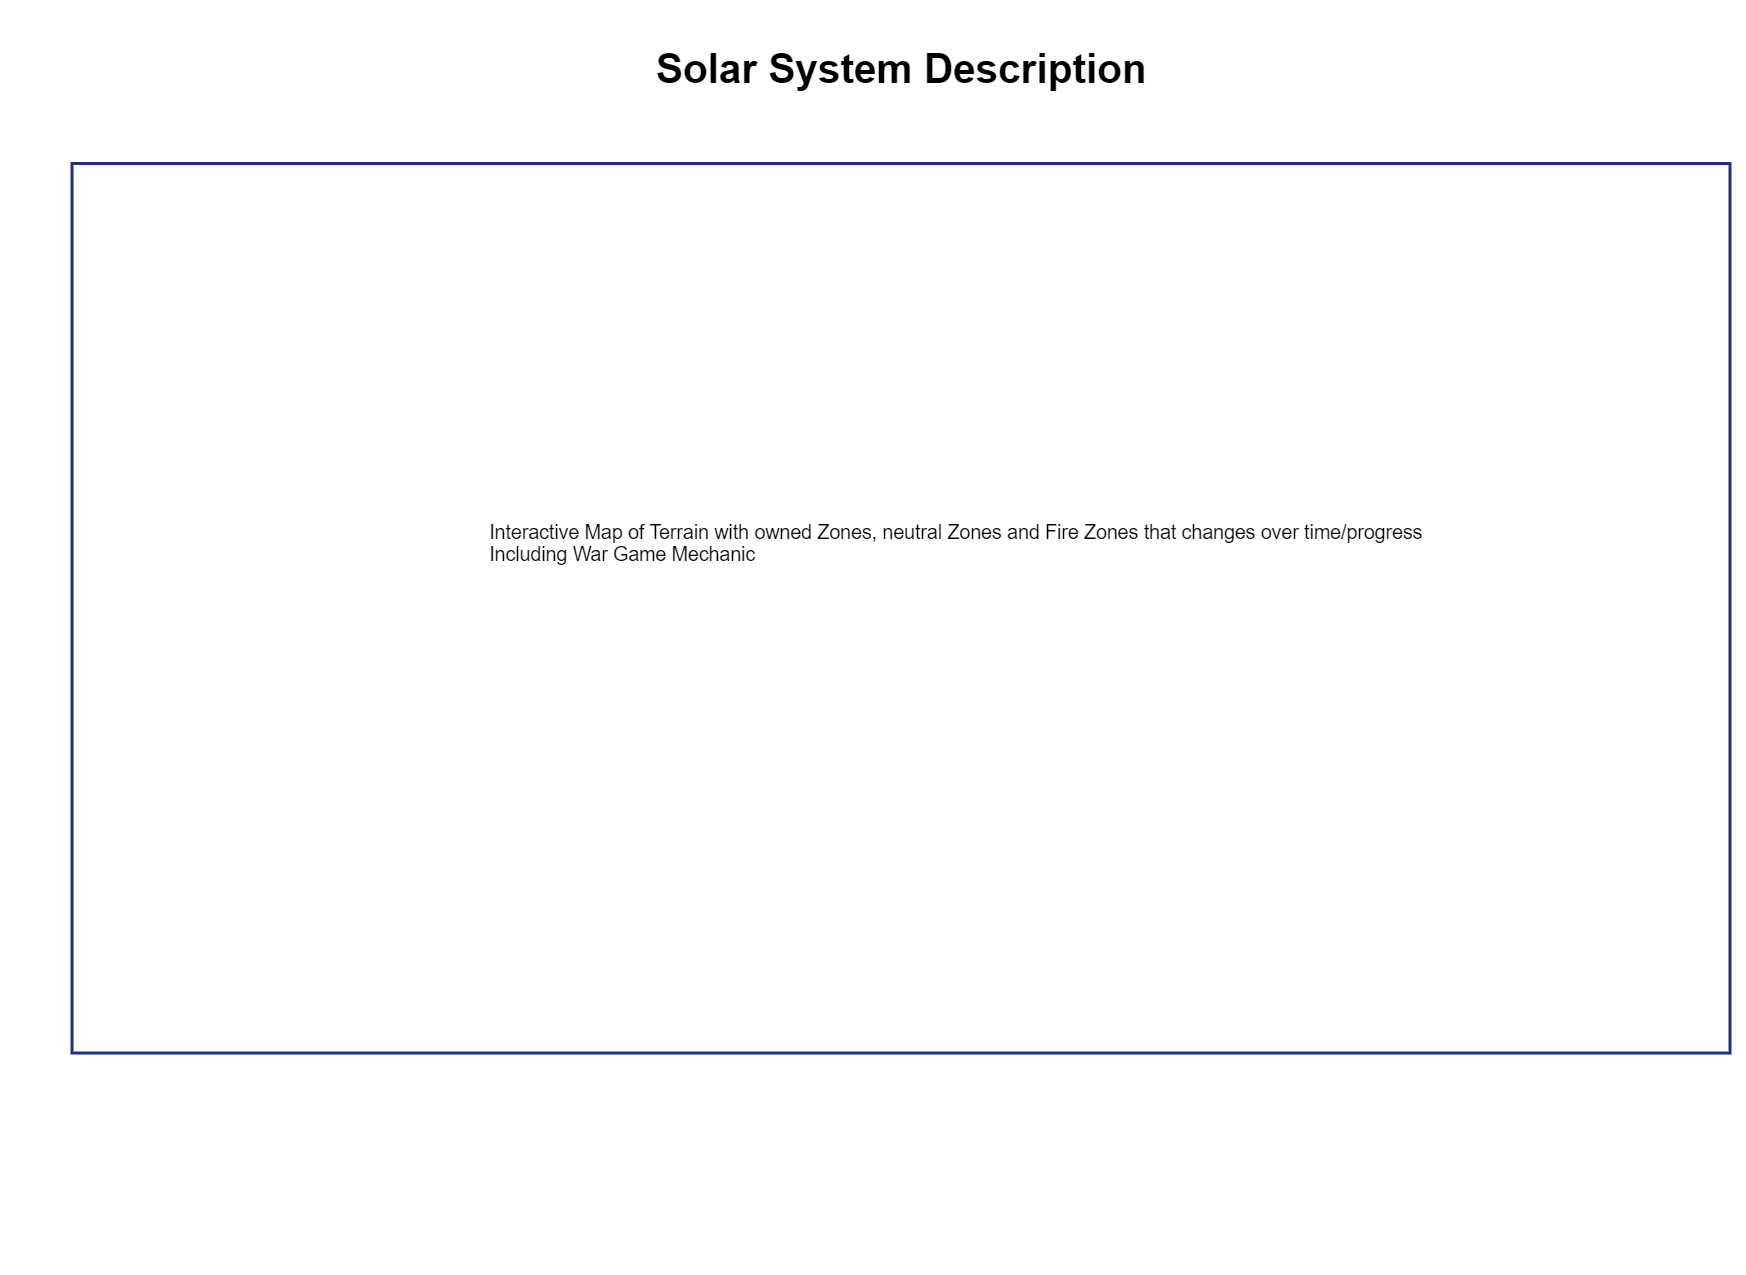 Solar System Description
Interactive Map of Terrain with owned Zones, neutral Zones and Fire Zones that changes over time/progress
Including War Game Mechanic